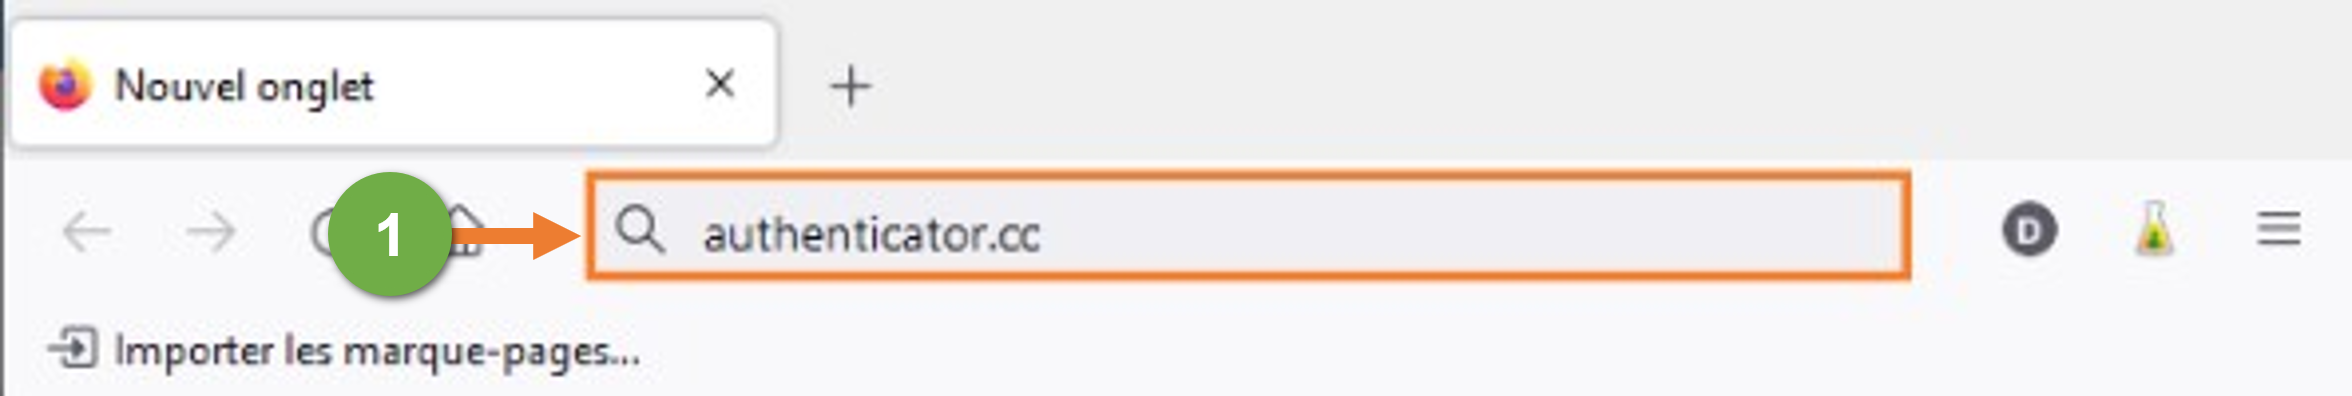 Nouvel onglet
1
authenticator.cc
D
Importer les marque-pages...